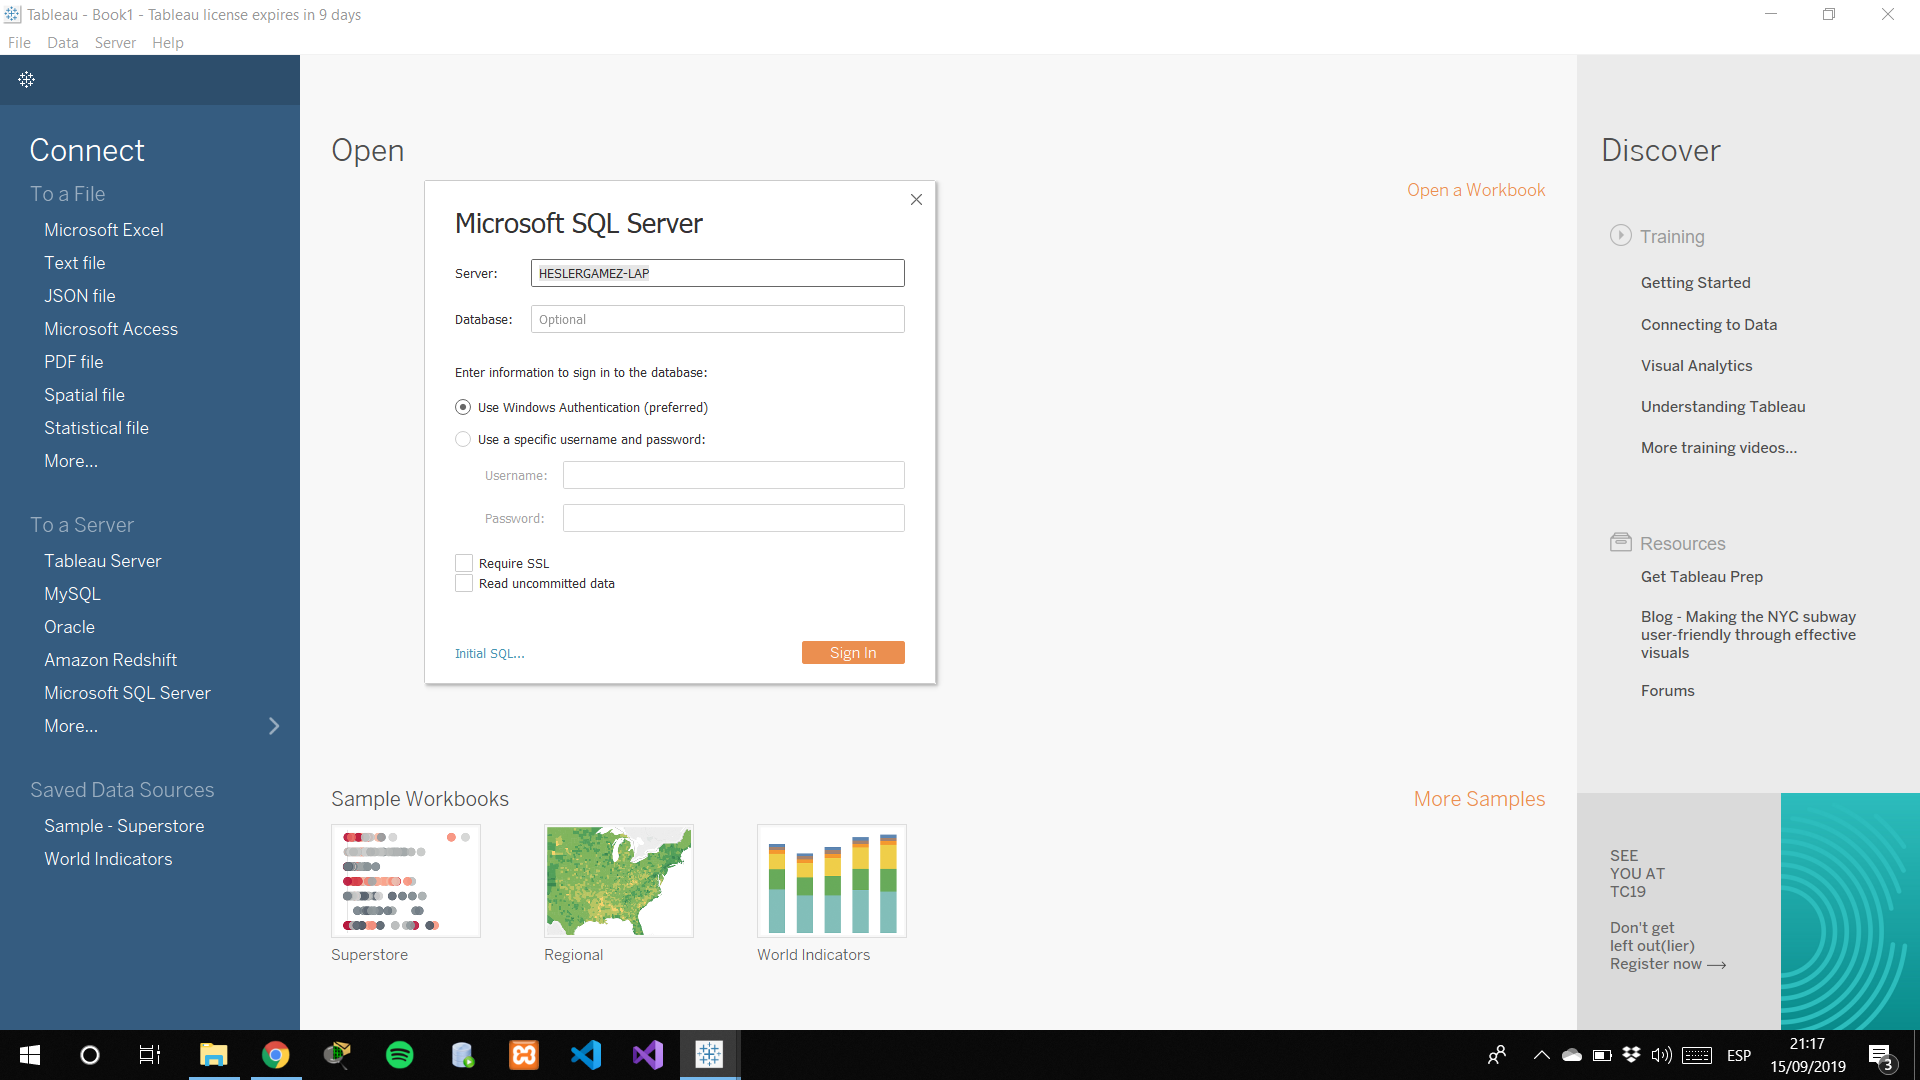 Tableau - Book1 - Tableau license expires in 9 days
File Data Server Help
Connect
To a File
Microsoft Excel
Text file
JSON file
Microsoft Access
PDF file
Spatial file
Statistical file
More...
To a Server
Tableau Server
MySQL
Oracle
Amazon Redshift
Microsoft SQL Server
More...
Saved Data Sources
Sample - Superstore
World Indicators
Open
Open a Workbook
Microsoft SQL Server
Server: HESLERGAMEZ-LAP
Database: Optional
Enter information to sign in to the database:
Use Windows Authentication (preferred)
Use a specific username and password:
Username:
Password:
Require SSL
Read uncommitted data
Initial SQL...
Sign In
Sample Workbooks
More Samples
Superstore
Regional
World Indicators
Discover
Training
Getting Started
Connecting to Data
Visual Analytics
Understanding Tableau
More training videos...
Resources
Get Tableau Prep
Blog - Making the NYC subway
user-friendly through effective
visuals
Forums
SEE
YOU AT
TC19
Don't get
left out(lier)
Register now →
ESP
21:17
15/09/2019
3